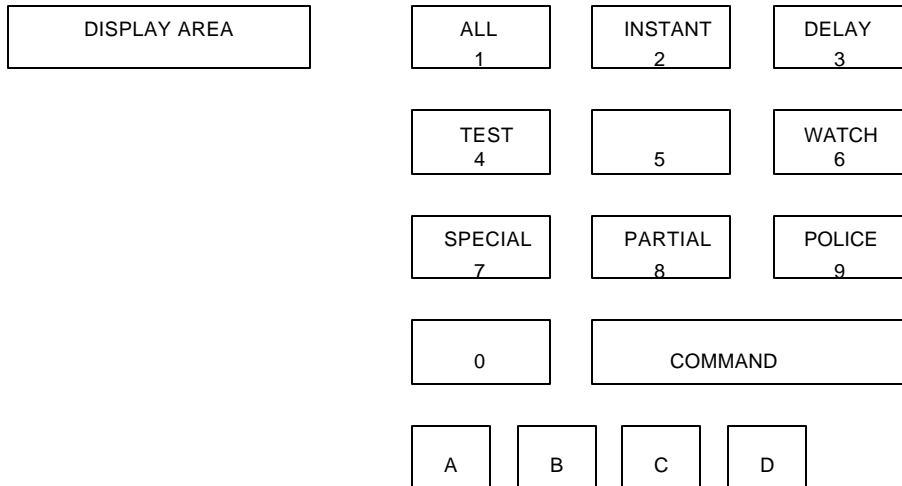 DISPLAY AREA
ALL INSTANT DELAY
1 2 3
TEST WATCH
4 5 6
SPECIAL PARTIAL POLICE
7 8 9
0 COMMAND
A B C D